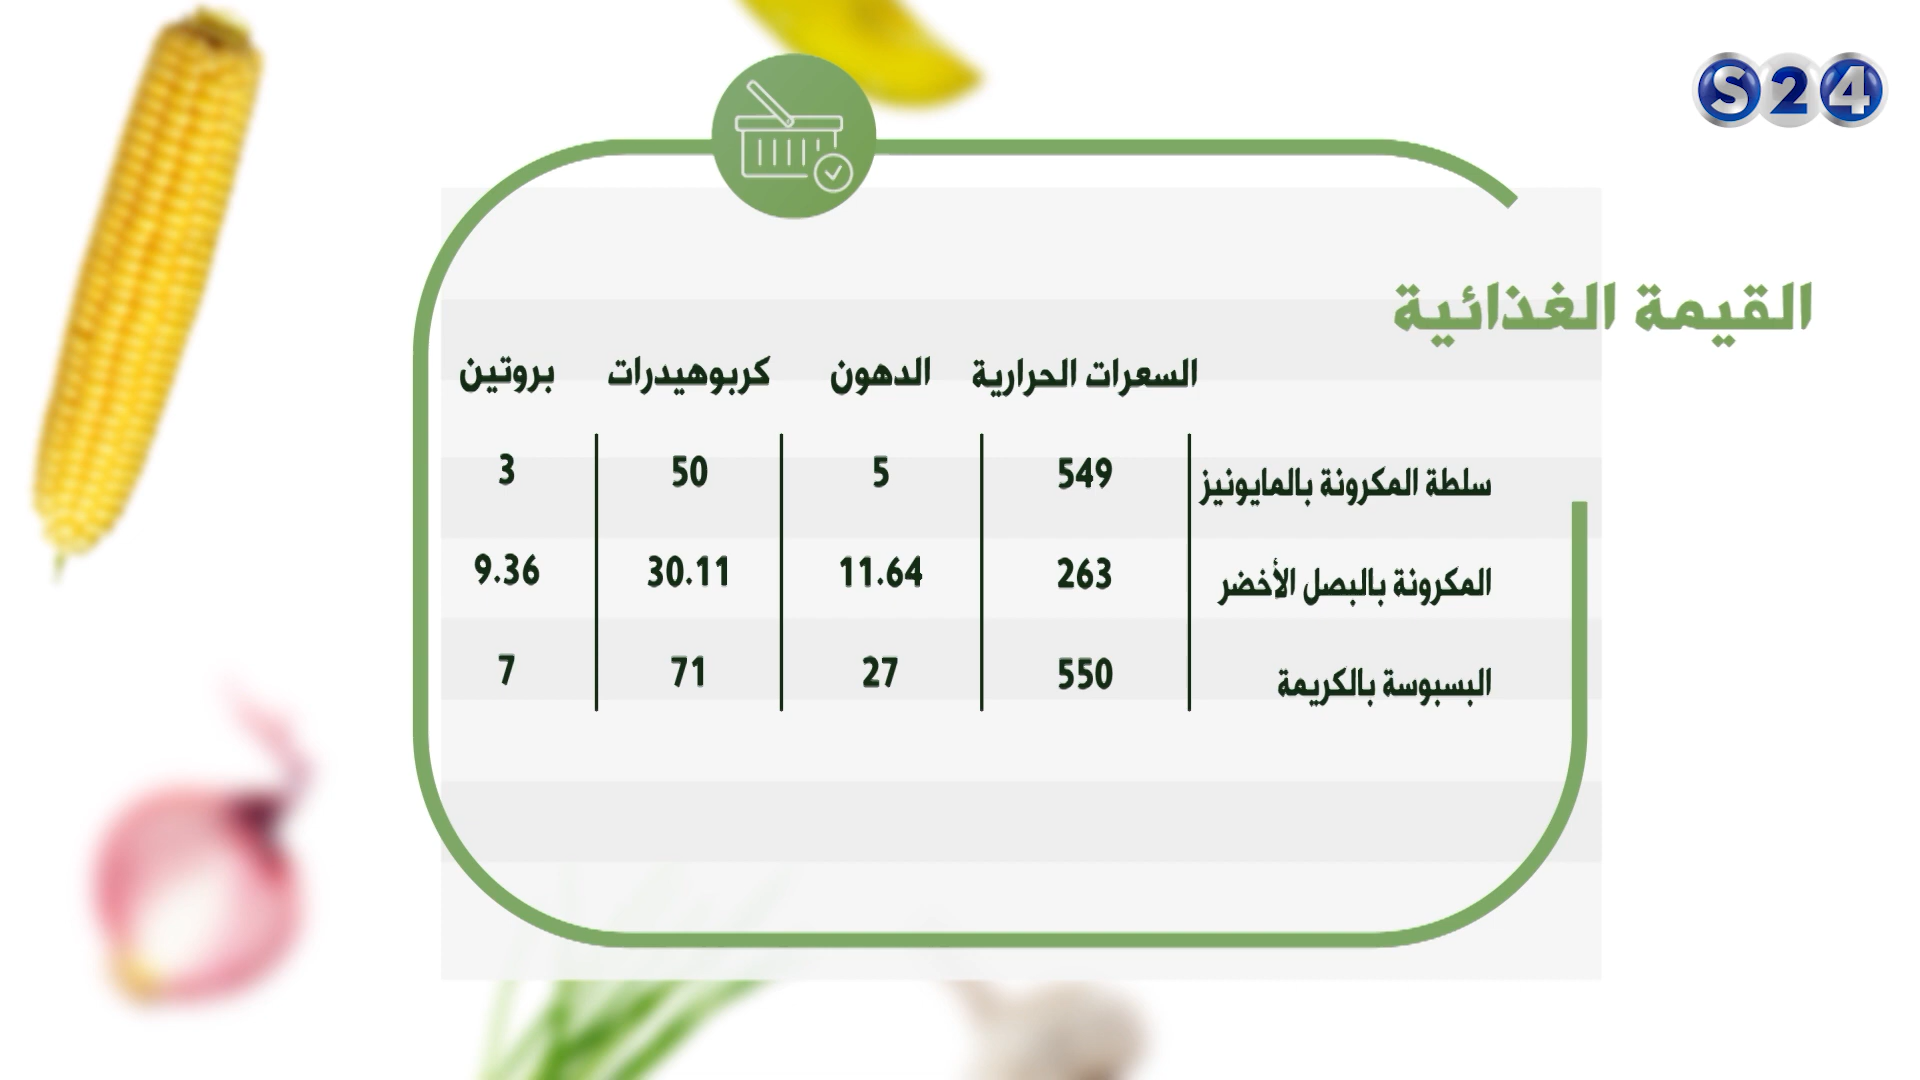 S24
القيمة الغذائية
السعرات الحرارية الدهون كربوهيدرات بروتين
سلطة المكرونة بالمايونيز 549 5 50 3
المكرونة بالبصل الأخضر 263 11.64 30.11 9.36
البسبوسة بالكريمة 550 27 71 7